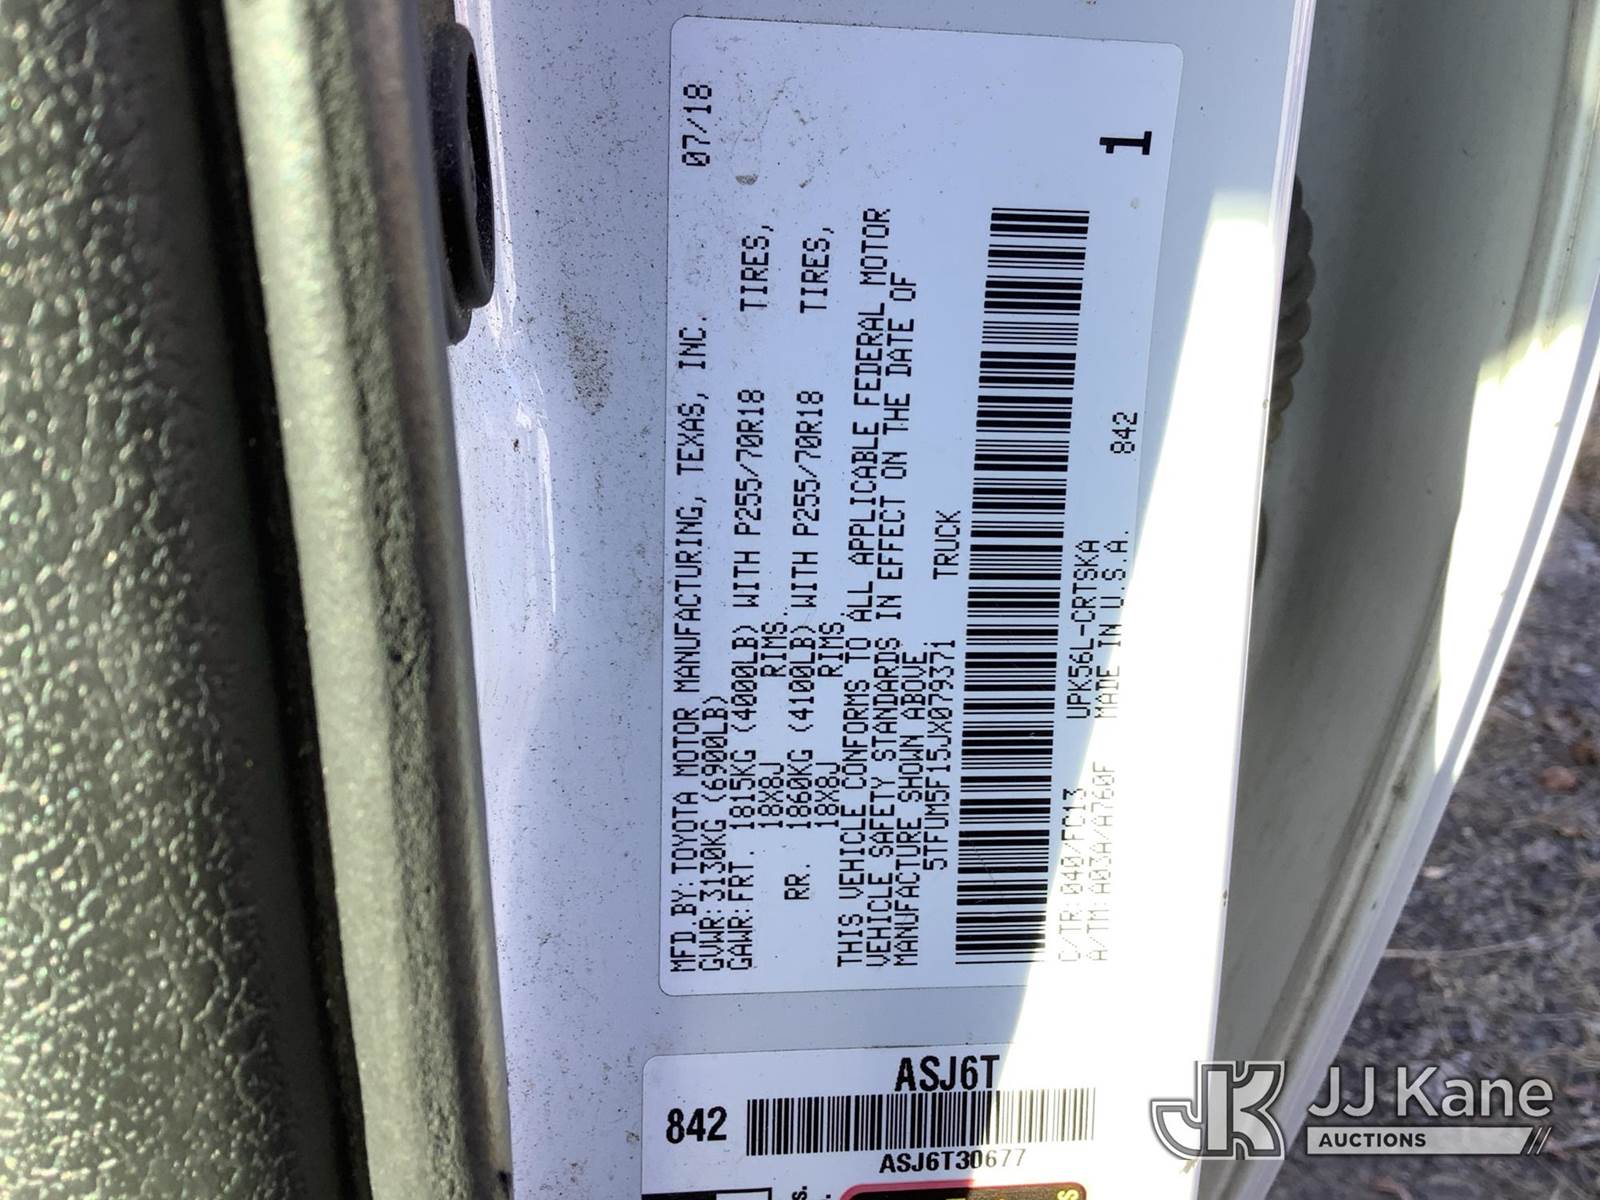 MFD.BY:TOYOTA MOTOR MANUFACTURING, TEXAS, INC. 07/18
GVWR:3130KG (6900LB)
GAWR:FRT. 1815KG (4000LB) WITH P255/70R18 TIRES,
18X8J RIMS.
RR. 1860KG (4100LB) WITH P255/70R18 TIRES,
18X8J RIMS.
THIS VEHICLE CONFORMS TO ALL APPLICABLE FEDERAL MOTOR
VEHICLE SAFETY STANDARDS IN EFFECT ON THE DATE OF
MANUFACTURE SHOWN ABOVE.
5TFUM5F15JX079371 TRUCK
C/TR:040/FC13 UPK56L-CRTSKA 842
A/TM:A03A/A760F MADE IN U.S.A.
1
ASJ6T
842
ASJ6T30677
JJ Kane
AUCTIONS